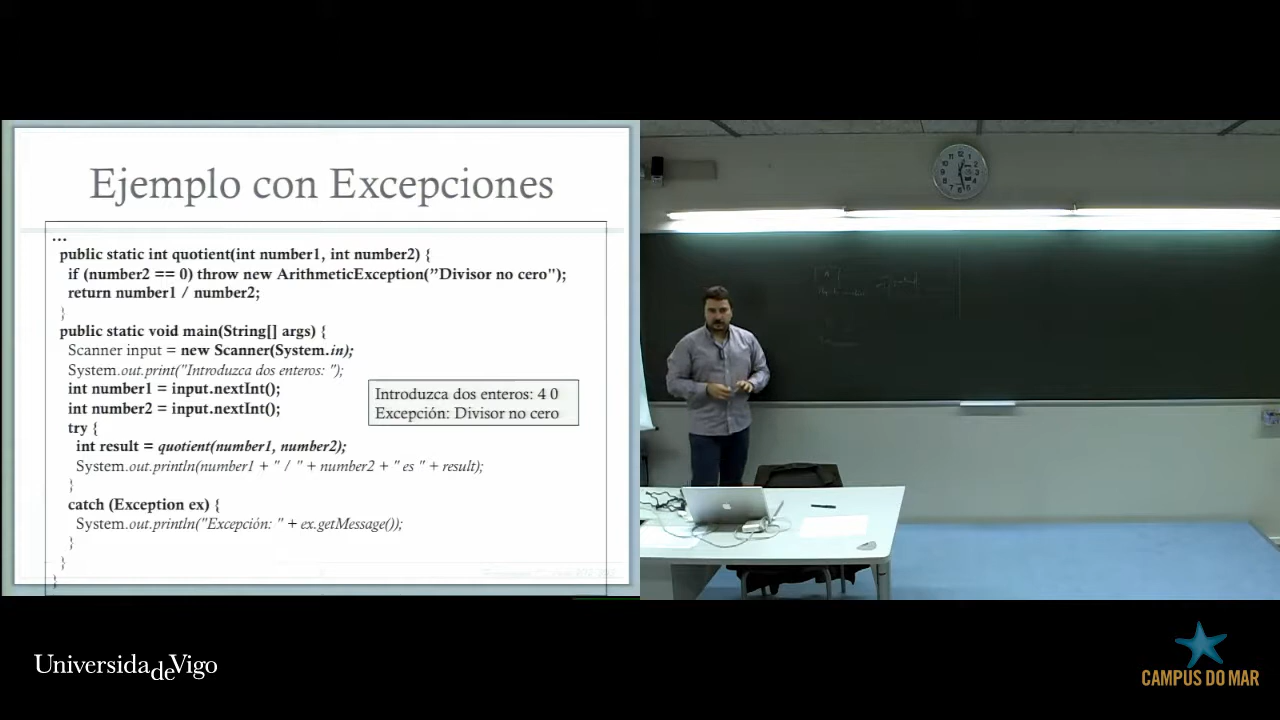 Ejemplo con Excepciones
...
public static int quotient(int number1, int number2) {
if (number2 == 0) throw new ArithmeticException("Divisor no cero");
return number1 / number2;
}
public static void main(String[] args) {
Scanner input = new Scanner(System.in);
System.out.print("Introduzca dos enteros: ");
int number1 = input.nextInt();
int number2 = input.nextInt();
try {
int result = quotient(number1, number2);
System.out.println(number1 + " / " + number2 + " es " + result);
}
catch (Exception ex) {
System.out.println("Excepción: " + ex.getMessage());
}
}
}
Introduzca dos enteros: 4 0
Excepción: Divisor no cero
Universidade de Vigo
CAMPUS DO MAR